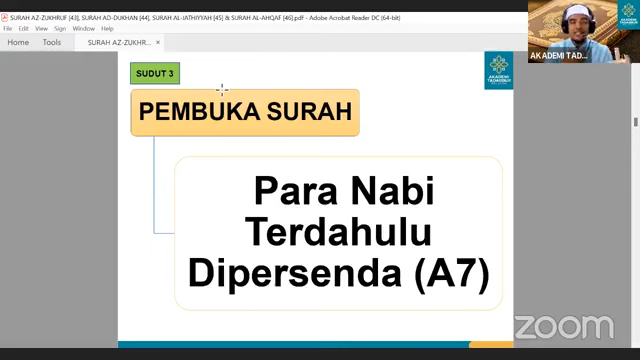 SURAH AZ-ZUKHRUF [43], SURAH AD-DUKHAN [44], SURAH AL-JATHIYYAH [45] & SURAH AL-AHQAF [46].pdf - Adobe Acrobat Reader DC (64-bit)
File Edit View Sign Window Help
Home Tools SURAH AZ-ZUKHR... ×
AKADEMI TAD...
SUDUT 3
AKADEMI
TADABBUR
PEMBUKA SURAH
Para Nabi
Terdahulu
Dipersenda (A7)
zoom